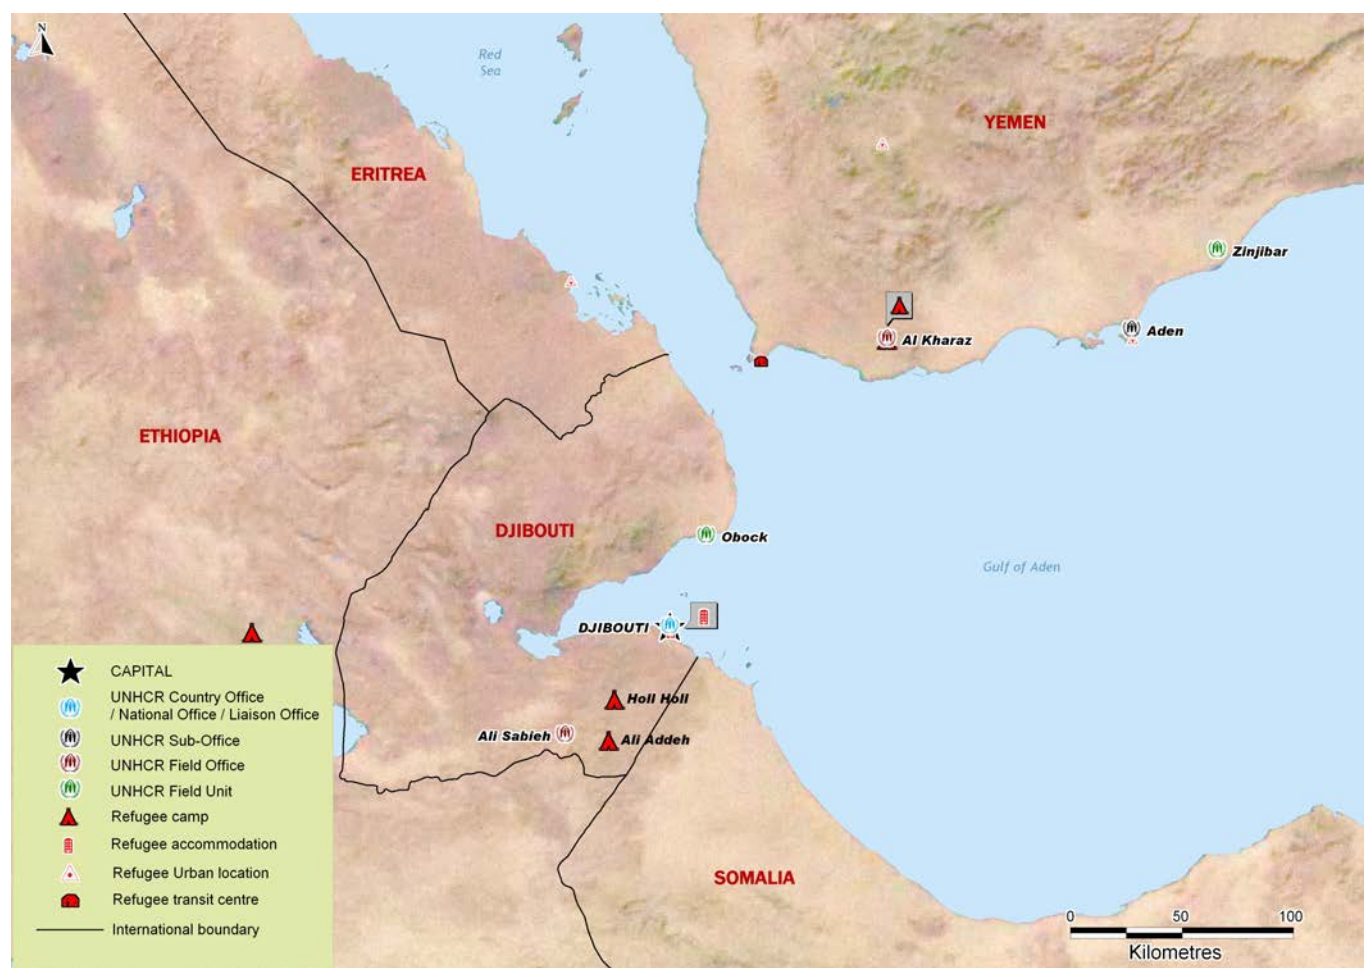 N
Red
Sea
YEMEN
ERITREA
Zinjibar
Al Kharaz
Aden
ETHIOPIA
DJIBOUTI
Obock
Gulf of Aden
DJIBOUTI
Holl Holl
Ali Sabieh
Ali Addeh
SOMALIA
CAPITAL
UNHCR Country Office
/ National Office / Liaison Office
UNHCR Sub-Office
UNHCR Field Office
UNHCR Field Unit
Refugee camp
Refugee accommodation
Refugee Urban location
Refugee transit centre
International boundary
0 50 100
Kilometres